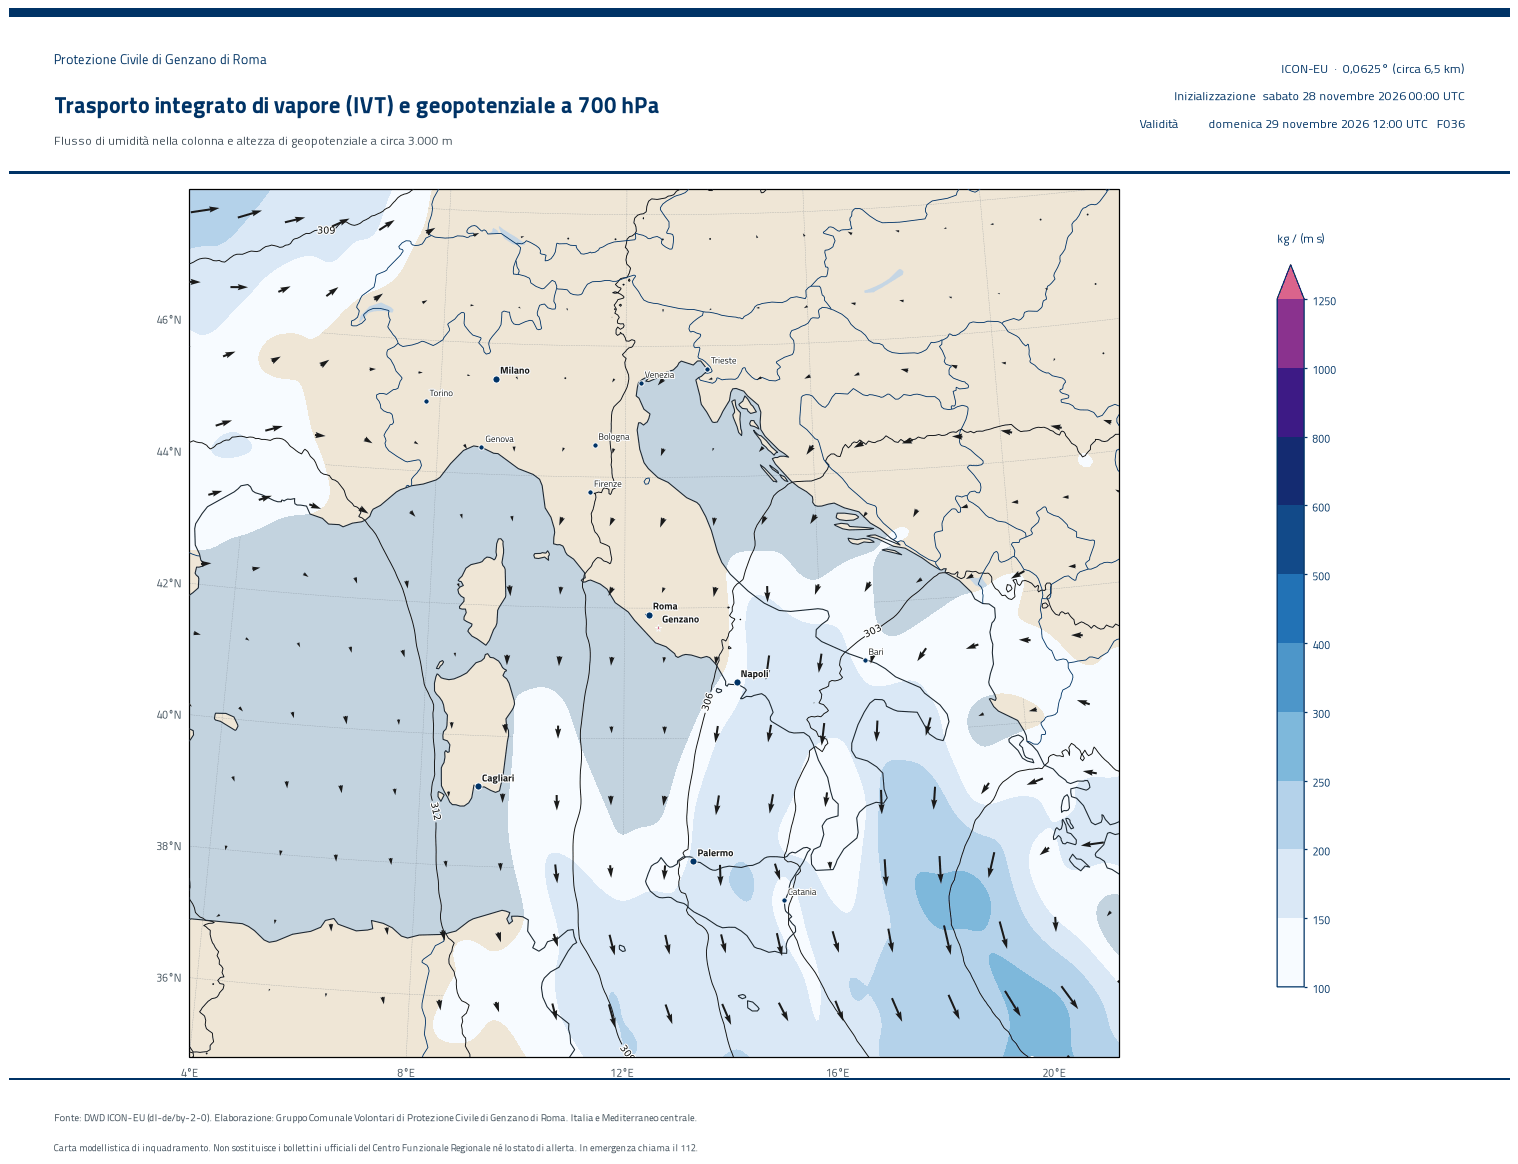 Protezione Civile di Genzano di Roma
Trasporto integrato di vapore (IVT) e geopotenziale a 700 hPa
Flusso di umidità nella colonna e altezza di geopotenziale a circa 3.000 m
ICON-EU · 0,0625° (circa 6,5 km)
Inizializzazione sabato 28 novembre 2026 00:00 UTC
Validità domenica 29 novembre 2026 12:00 UTC F036
309
46°N
44°N
42°N
40°N
38°N
36°N
4°E
8°E
12°E
16°E
20°E
Milano
Torino
Venezia
Trieste
Genova
Bologna
Firenze
Roma
Genzano
Napoli
Bari
Cagliari
Palermo
Catania
303
306
312
kg / (m s)
1250
1000
800
600
500
400
300
250
200
150
100
Fonte: DWD ICON-EU (dl-de/by-2-0). Elaborazione: Gruppo Comunale Volontari di Protezione Civile di Genzano di Roma. Italia e Mediterraneo centrale.
Carta modellistica di inquadramento. Non sostituisce i bollettini ufficiali del Centro Funzionale Regionale né lo stato di allerta. In emergenza chiama il 112.